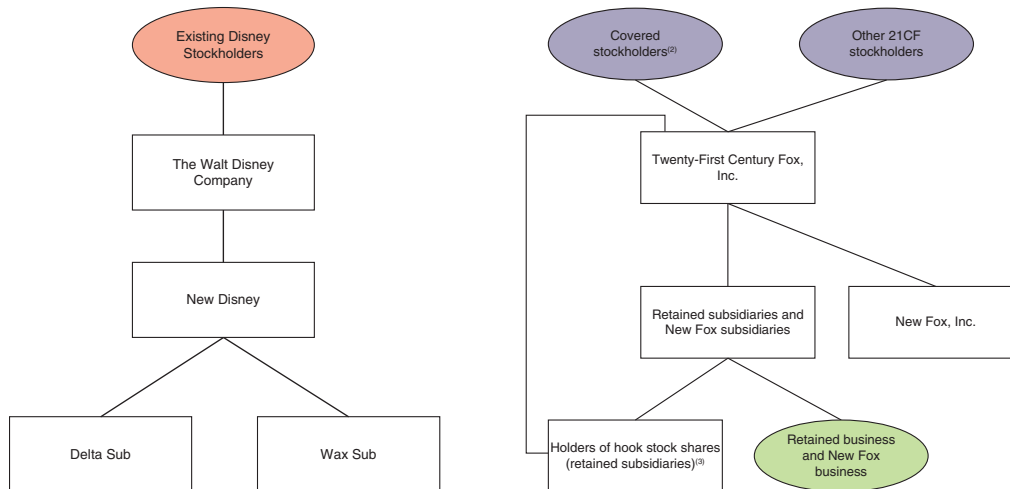 Existing Disney
Stockholders
The Walt Disney
Company
New Disney
Delta Sub
Wax Sub
Covered
stockholders(2)
Other 21CF
stockholders
Twenty-First Century Fox,
Inc.
Retained subsidiaries and
New Fox subsidiaries
New Fox, Inc.
Holders of hook stock shares
(retained subsidiaries)(3)
Retained business
and New Fox
business